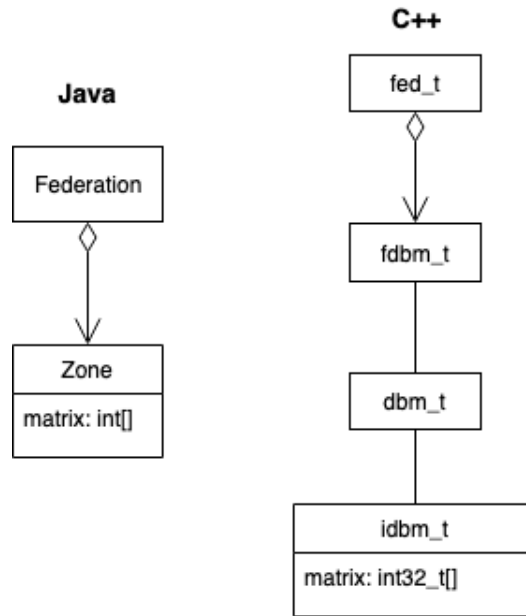 Java
Federation
Zone
matrix: int[]
C++
fed_t
fdbm_t
dbm_t
idbm_t
matrix: int32_t[]